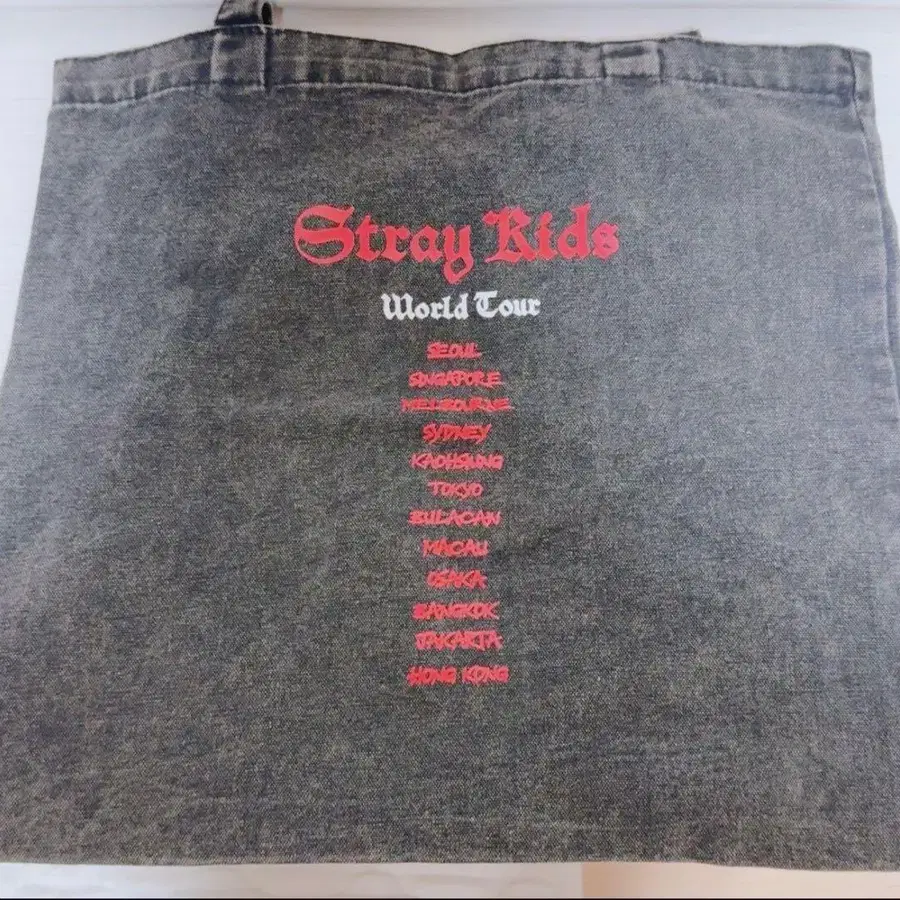 Stray Kids
World Tour
SEOUL
SINGAPORE
MELBOURNE
SYDNEY
KAOHSIUNG
TOKYO
BULACAN
MACAU
OSAKA
BANGKOK
JAKARTA
HONG KONG